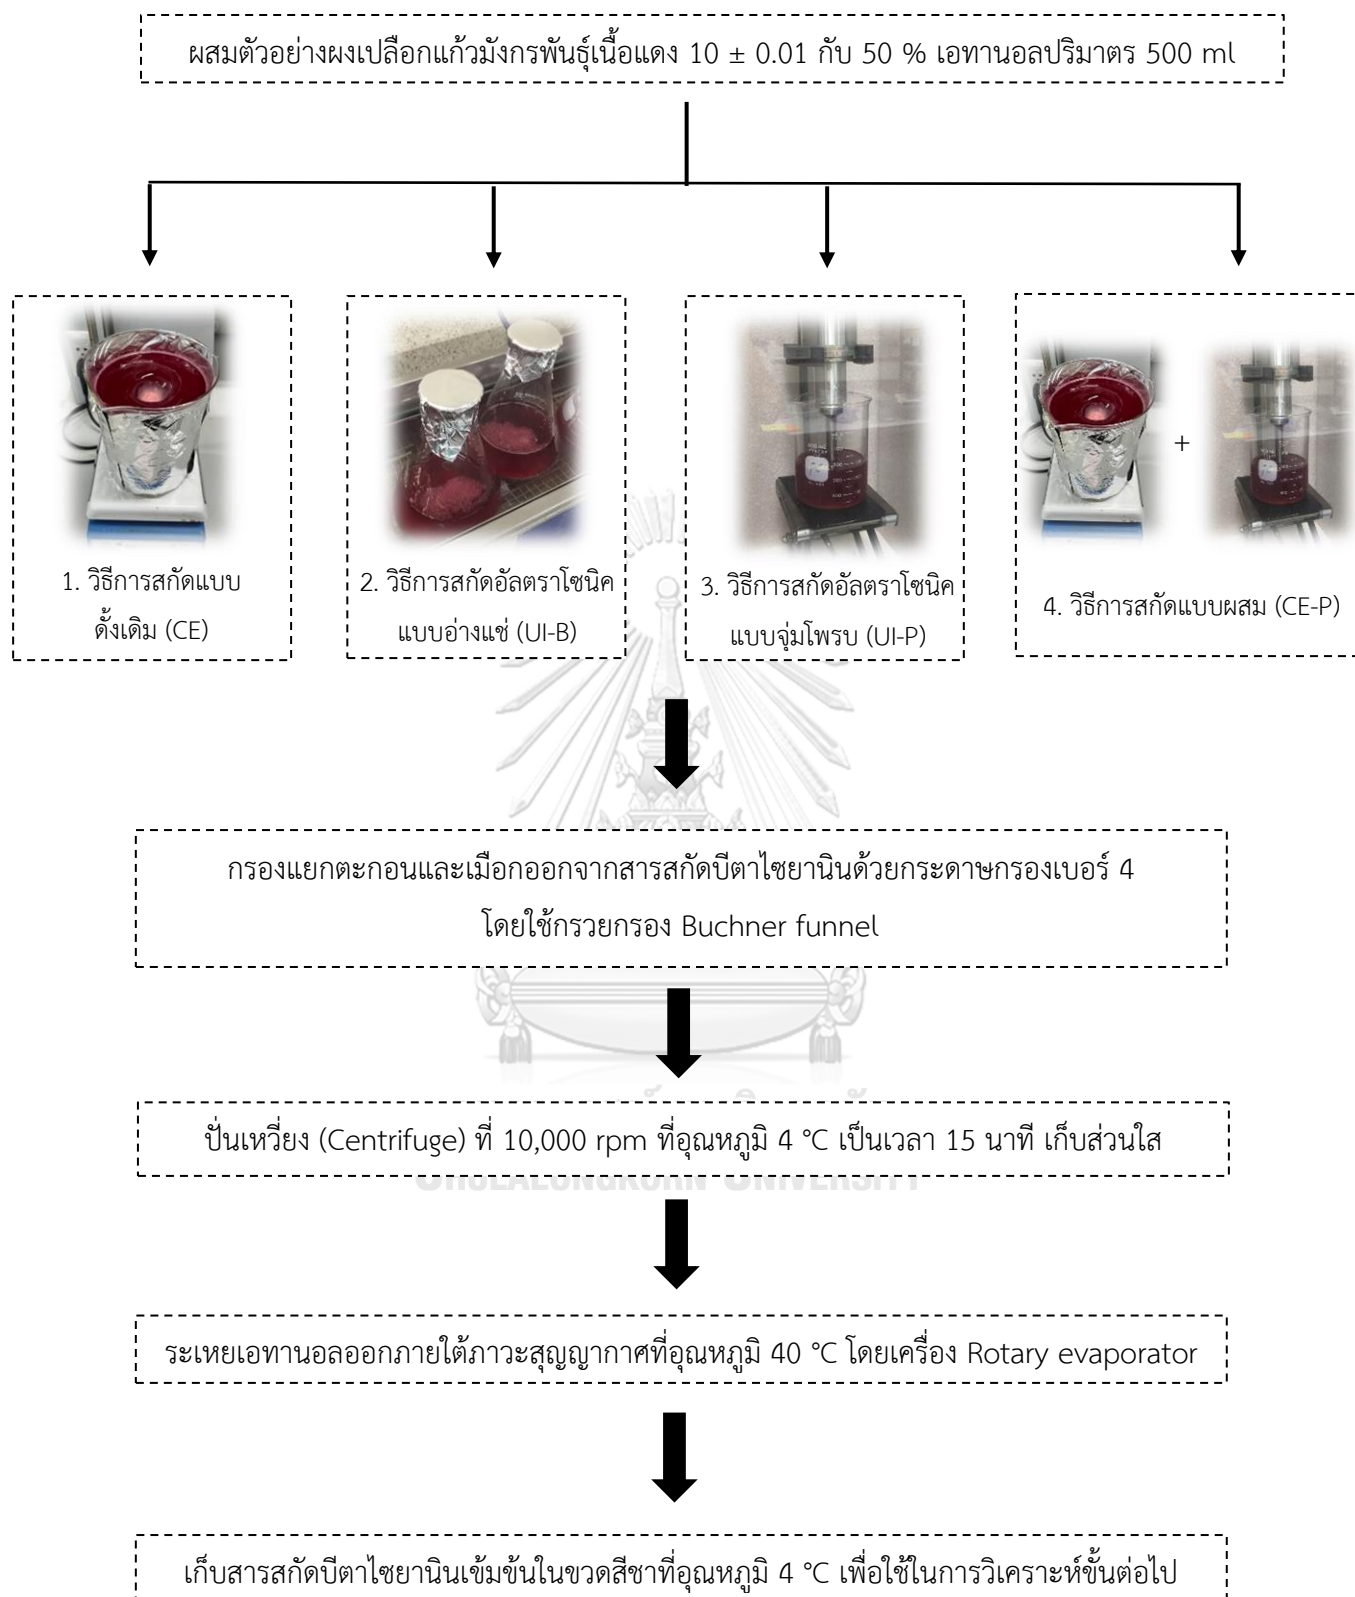 ผสมตัวอย่างผงเปลือกแก้วมังกรพันธุ์เนื้อแดง 10 ± 0.01 กับ 50 % เอทานอลปริมาตร 500 ml
+
1. วิธีการสกัดแบบ
ดั้งเดิม (CE)
2. วิธีการสกัดอัลตราโซนิค
แบบอ่างแช่ (UI-B)
3. วิธีการสกัดอัลตราโซนิค
แบบจุ่มโพรบ (UI-P)
4. วิธีการสกัดแบบผสม (CE-P)
กรองแยกตะกอนและเมือกออกจากสารสกัดบีตาไซยานินด้วยกระดาษกรองเบอร์ 4
โดยใช้กรวยกรอง Buchner funnel
ปั่นเหวี่ยง (Centrifuge) ที่ 10,000 rpm ที่อุณหภูมิ 4 °C เป็นเวลา 15 นาที เก็บส่วนใส
CHULALONGKORN UNIVERSITY
ระเหยเอทานอลออกภายใต้ภาวะสุญญากาศที่อุณหภูมิ 40 °C โดยเครื่อง Rotary evaporator
เก็บสารสกัดบีตาไซยานินเข้มข้นในขวดสีชาที่อุณหภูมิ 4 °C เพื่อใช้ในการวิเคราะห์ขั้นต่อไป